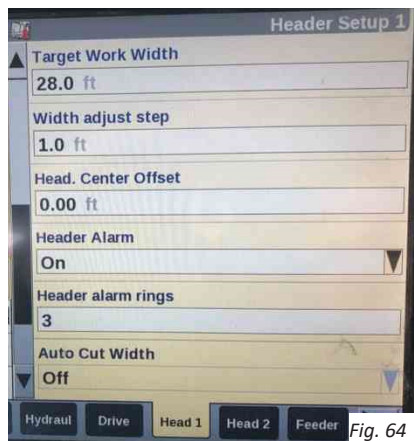 Header Setup 1
Target Work Width
28.0 ft
Width adjust step
1.0 ft
Head. Center Offset
0.00 ft
Header Alarm
On
Header alarm rings
3
Auto Cut Width
Off
Hydraul Drive Head 1 Head 2 Feeder
Fig. 64